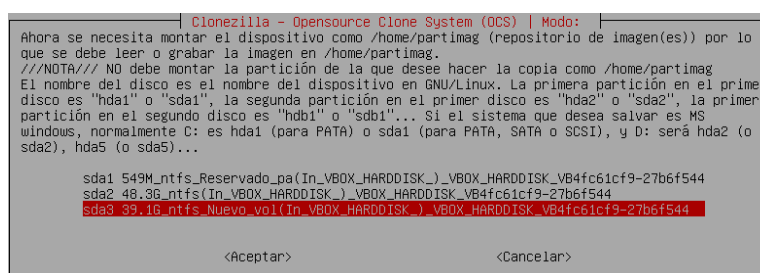 Clonezilla - Opensource Clone System (OCS) | Modo:
Ahora se necesita montar el dispositivo como /home/partimag (repositorio de imagen(es)) por lo
que se debe leer o grabar la imagen en /home/partimag.
///NOTA/// NO debe montar la partición de la que desee hacer la copia como /home/partimag
El nombre del disco es el nombre del dispositivo en GNU/Linux. La primera partición en el prime
disco es "hda1" o "sda1", la segunda partición en el primer disco es "hda2" o "sda2", la primer
partición en el segundo disco es "hdb1" o "sdb1"... Si el sistema que desea salvar es MS
windows, normalmente C: es hda1 (para PATA) o sda1 (para PATA, SATA o SCSI), y D: será hda2 (o
sda2), hda5 (o sda5)...
sda1 549M_ntfs_Reservado_pa(In_VBOX_HARDDISK_)_VBOX_HARDDISK_VB4fc61cf9-27b6f544
sda2 48.3G_ntfs(In_VBOX_HARDDISK_)_VBOX_HARDDISK_VB4fc61cf9-27b6f544
sda3 39.1G_ntfs_Nuevo_vol(In_VBOX_HARDDISK_)_VBOX_HARDDISK_VB4fc61cf9-27b6f544
<Aceptar> <Cancelar>